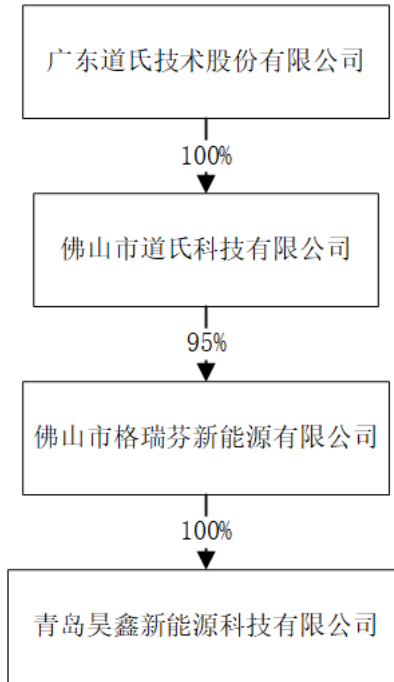 广东道氏技术股份有限公司
100%
佛山市道氏科技有限公司
95%
佛山市格瑞芬新能源有限公司
100%
青岛昊鑫新能源科技有限公司